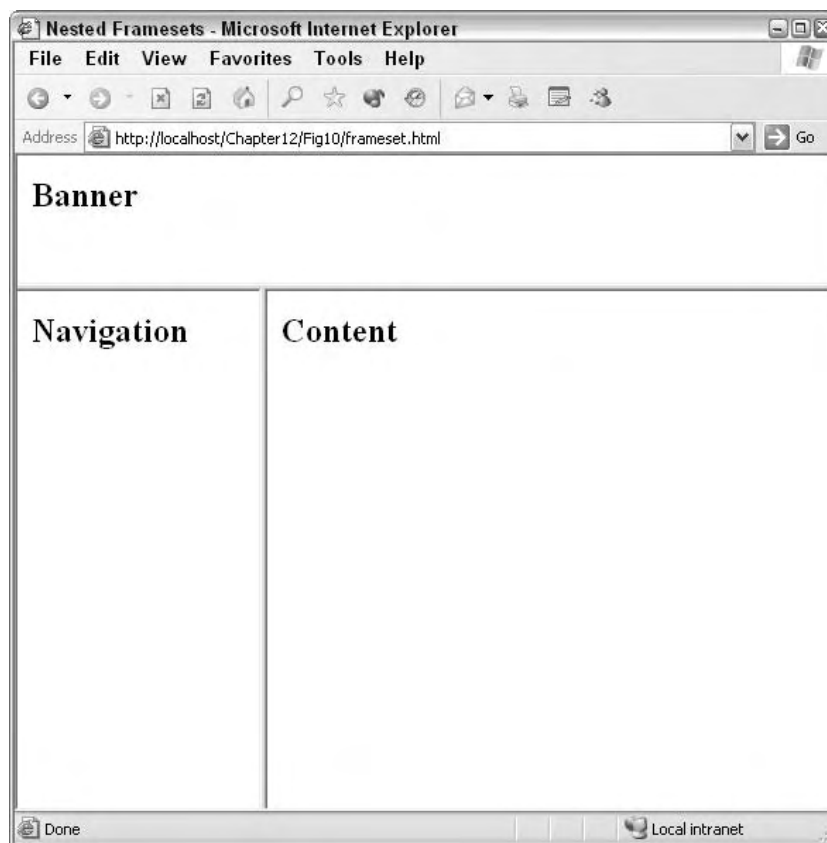 Nested Framesets - Microsoft Internet Explorer
File Edit View Favorites Tools Help
Address http://localhost/Chapter12/Fig10/frameset.html Go
Banner
Navigation Content
Done Local intranet